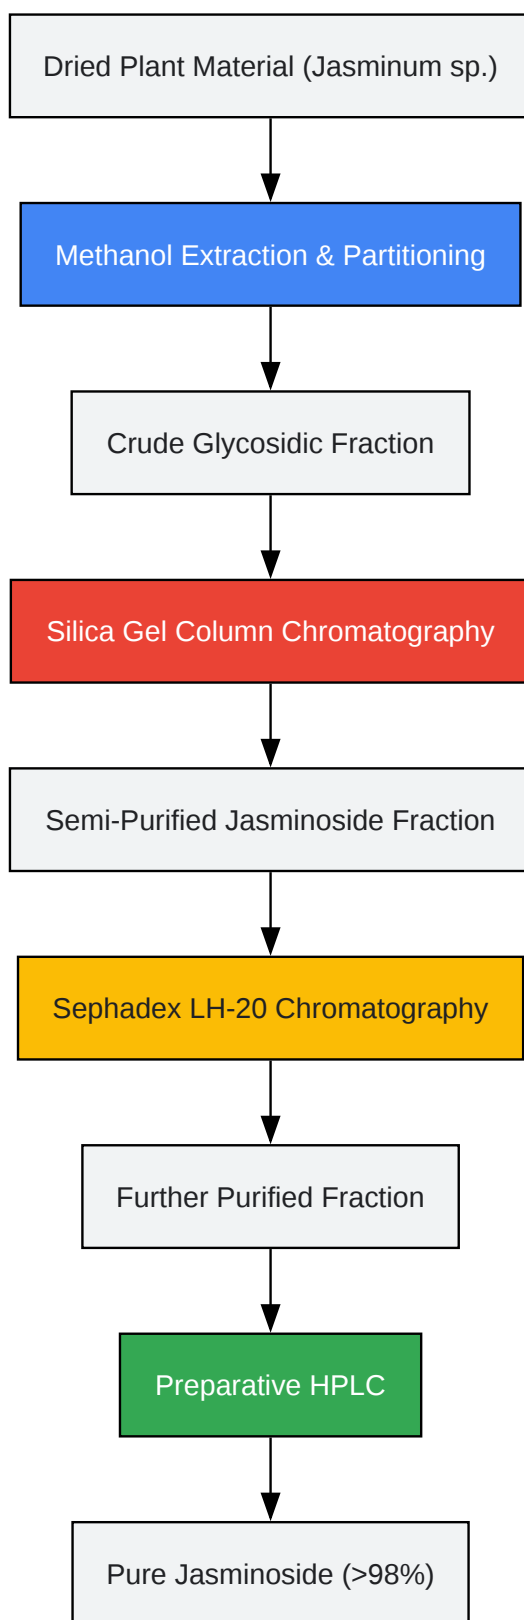 Dried Plant Material (Jasminum sp.)
Methanol Extraction & Partitioning
Crude Glycosidic Fraction
Silica Gel Column Chromatography
Semi-Purified Jasminoside Fraction
Sephadex LH-20 Chromatography
Further Purified Fraction
Preparative HPLC
Pure Jasminoside (>98%)